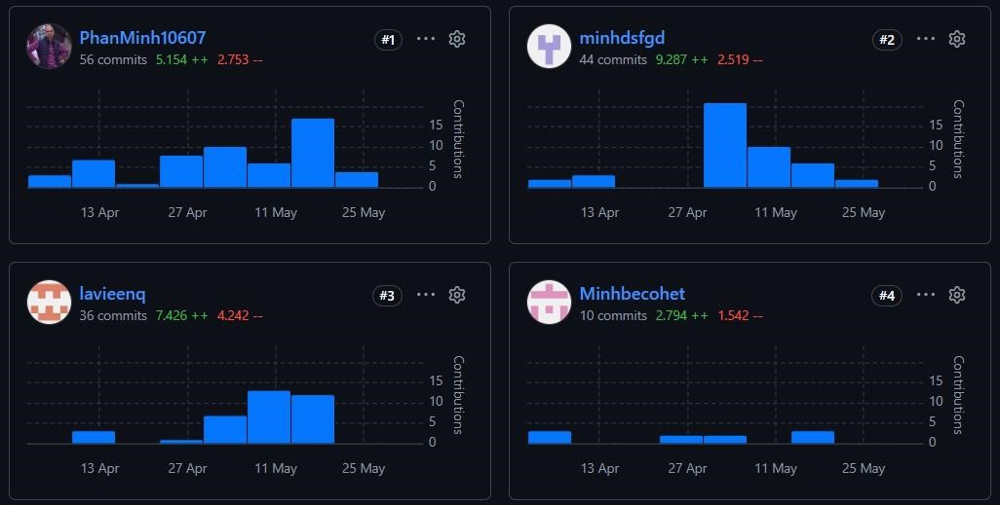 PhanMinh10607
#1
56 commits 5.154 ++ 2.753 --
Contributions
15
10
5
0
13 Apr 27 Apr 11 May 25 May
minhdsfgd
#2
44 commits 9.287 ++ 2.519 --
Contributions
15
10
5
0
13 Apr 27 Apr 11 May 25 May
lavieenq
#3
36 commits 7.426 ++ 4.242 --
Contributions
15
10
5
0
13 Apr 27 Apr 11 May 25 May
Minhbecohet
#4
10 commits 2.794 ++ 1.542 --
Contributions
15
10
5
0
13 Apr 27 Apr 11 May 25 May